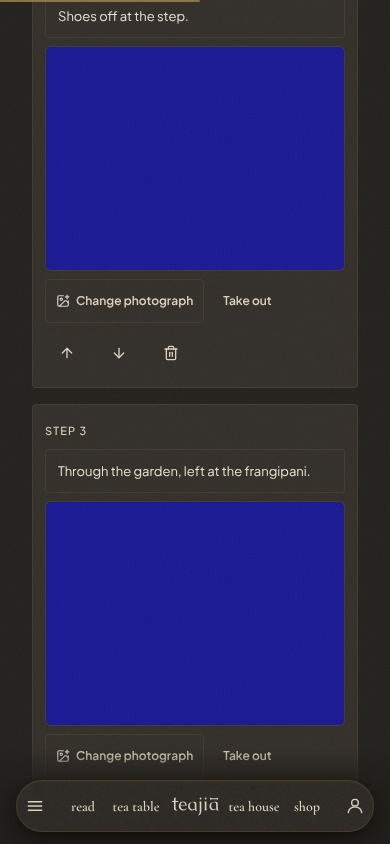 Shoes off at the step.
Change photograph Take out
STEP 3
Through the garden, left at the frangipani.
Change photograph Take out
read tea table teajiā tea house shop